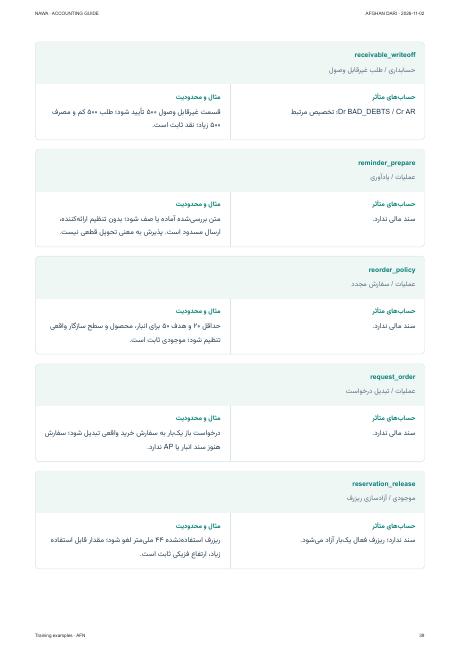 NAWA · ACCOUNTING GUIDE
AFGHAN DARI · 2026-11-02
receivable_writeoff
حسابداری / طلب غیرقابل وصول
حساب‌های متأثر
Dr BAD_DEBTS / Cr AR؛ تخصیص مرتبط
مثال و محدودیت
قسمت غیرقابل وصول ۵۰۰ تأیید شود؛ طلب ۵۰۰ کم و مصرف
۵۰۰ زیاد؛ نقد ثابت است.
reminder_prepare
عملیات / یادآوری
حساب‌های متأثر
سند مالی ندارد.
مثال و محدودیت
متن بررسی‌شده آماده یا صف شود؛ بدون تنظیم ارائه‌کننده،
ارسال مسدود است. پذیرش به معنی تحویل قطعی نیست.
reorder_policy
عملیات / سفارش مجدد
حساب‌های متأثر
سند مالی ندارد.
مثال و محدودیت
حداقل ۲۰ و هدف ۵۰ برای انبار، محصول و سطح سازگار واقعی
تنظیم شود؛ موجودی ثابت است.
request_order
عملیات / تبدیل درخواست
حساب‌های متأثر
سند مالی ندارد.
مثال و محدودیت
درخواست باز یک‌بار به سفارش خرید واقعی تبدیل شود؛ سفارش
هنوز سند انبار یا AP ندارد.
reservation_release
موجودی / آزادسازی ریزرف
حساب‌های متأثر
سند ندارد؛ ریزرف فعال یک‌بار آزاد می‌شود.
مثال و محدودیت
ریزرف استفاده‌نشده ۴۴ ملی‌متر لغو شود؛ مقدار قابل استفاده
زیاد، ارتفاع فزیکی ثابت است.
Training examples · AFN